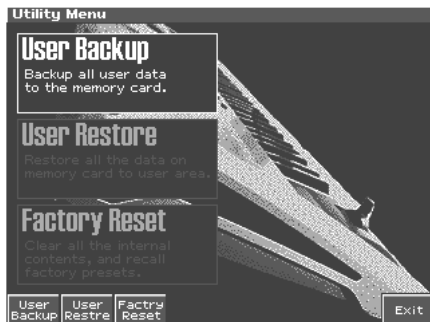 Utility Menu
User Backup
Backup all user data
to the memory card.
User Restore
Restore all the data on
memory card to user area.
Factory Reset
Clear all the internal
contents, and recall
factory presets.
User Backup
User Restre
Factry Reset
Exit